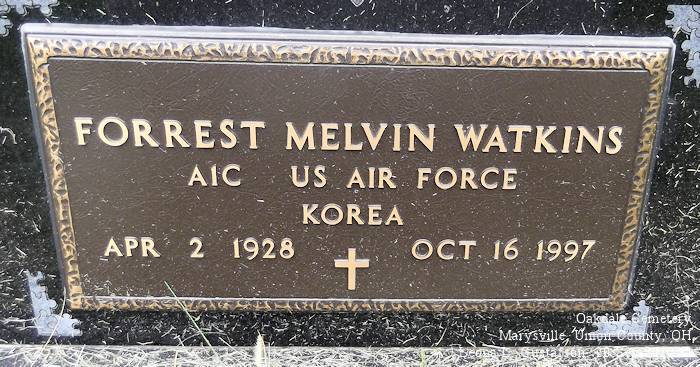 FORREST MELVIN WATKINS
A1C US AIR FORCE
KOREA
APR 2 1928 OCT 16 1997
Oakdale Cemetery,
Marysville, Union County, OH,